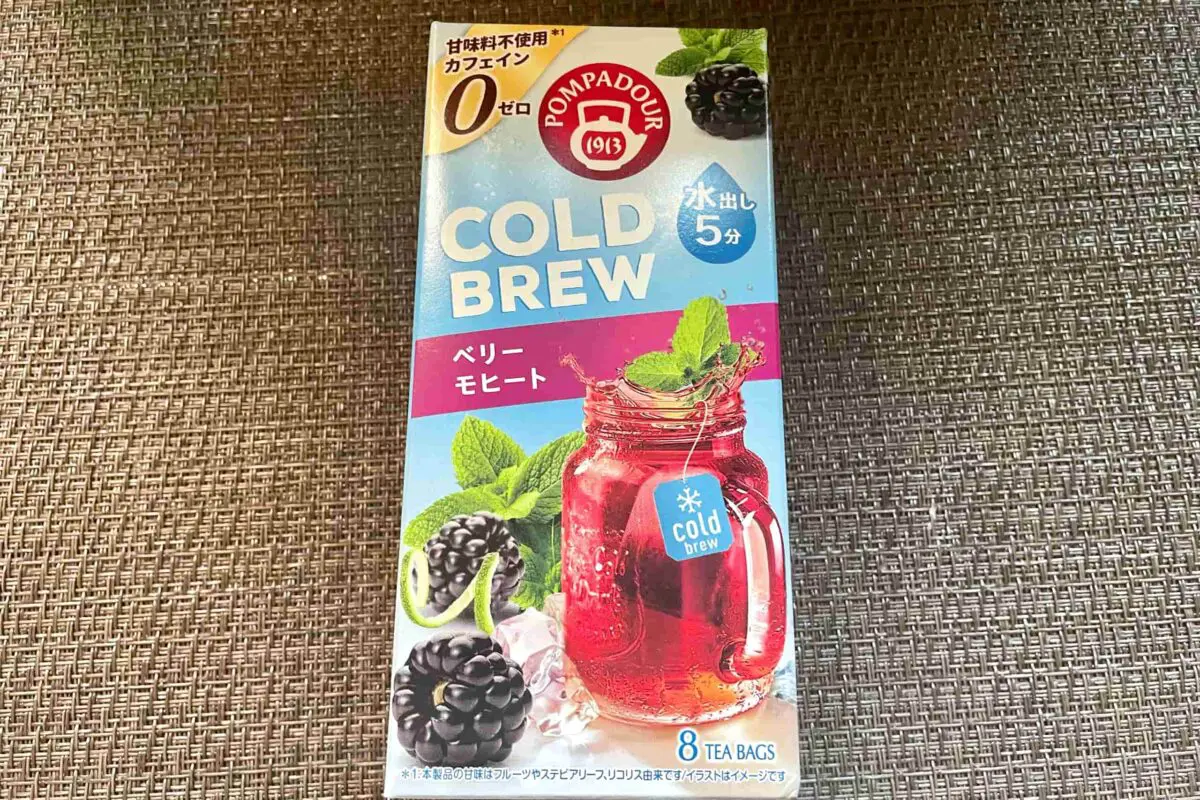 甘味料不使用*1
カフェイン
0ゼロ
POMPADOUR
1913
水出し
5分
COLD
BREW
ベリー
モヒート
cold
brew
8 TEA BAGS
*1.本製品の甘味はフルーツやステビアリーフ、リコリス由来です/イラストはイメージです